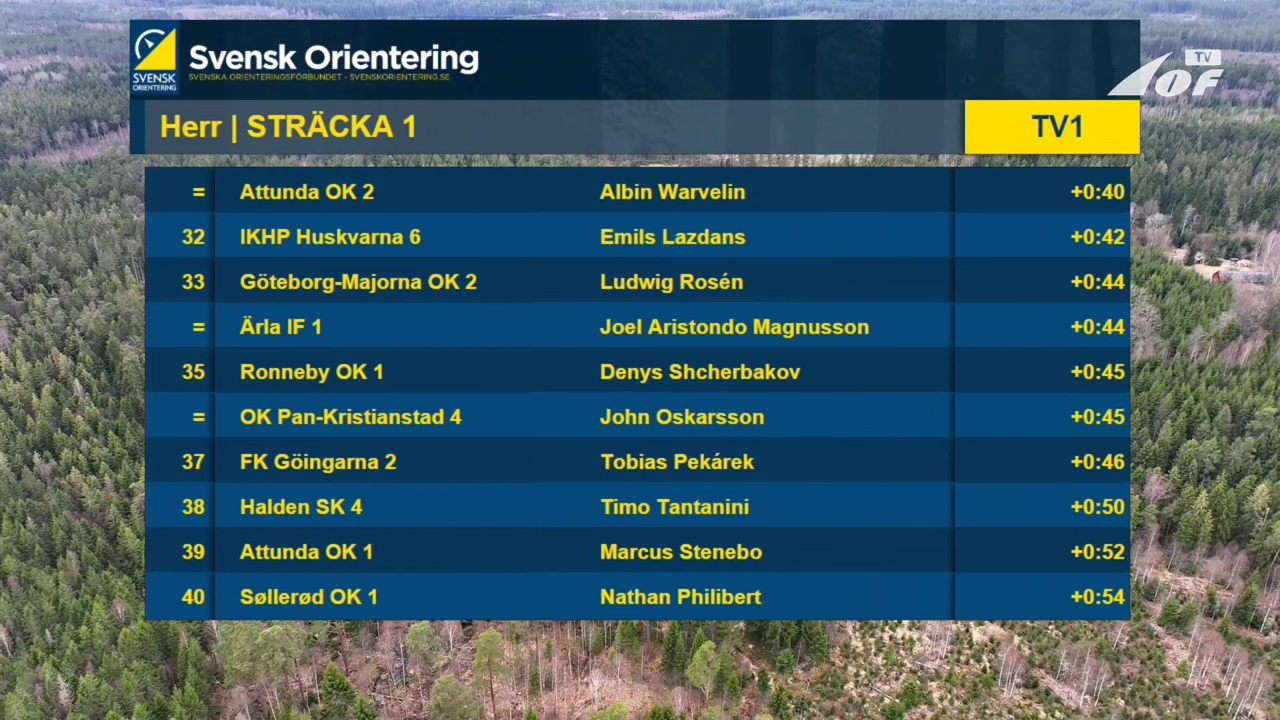 SVENSK
ORIENTERING
Svensk Orientering
SVENSKA ORIENTERINGSFÖRBUNDET - SVENSKORIENTERING.SE
TV
OF
Herr | STRÄCKA 1 TV1
= Attunda OK 2 Albin Warvelin +0:40
32 IKHP Huskvarna 6 Emils Lazdans +0:42
33 Göteborg-Majorna OK 2 Ludwig Rosén +0:44
= Ärla IF 1 Joel Aristondo Magnusson +0:44
35 Ronneby OK 1 Denys Shcherbakov +0:45
= OK Pan-Kristianstad 4 John Oskarsson +0:45
37 FK Göingarna 2 Tobias Pekárek +0:46
38 Halden SK 4 Timo Tantanini +0:50
39 Attunda OK 1 Marcus Stenebo +0:52
40 Søllerød OK 1 Nathan Philibert +0:54